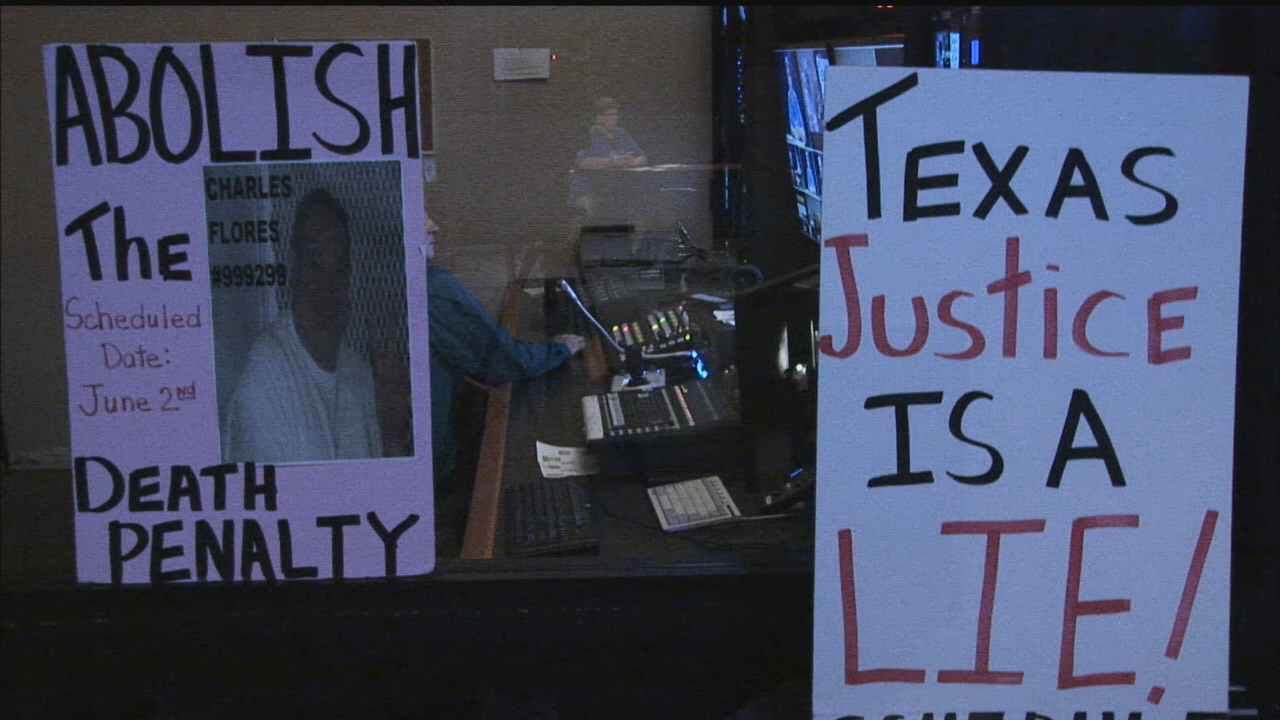 ABOLISH
The
Scheduled
Date:
June 2nd
CHARLES
FLORES
#999299
DEATH
PENALTY
TEXAS
JUSTICE
IS A
LIE!